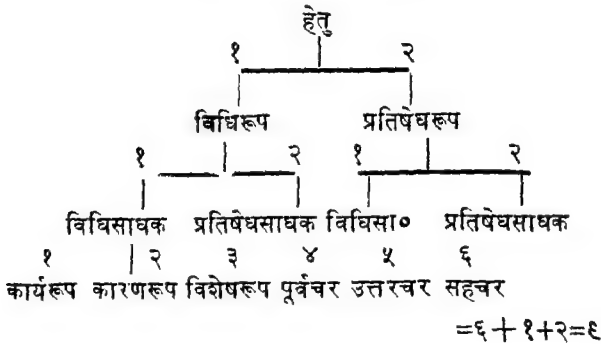 हेतु
१ २
विधिरूप प्रतिषेधरूप
१ २ १ २
विधिसाधक प्रतिषेधसाधक विधिसा० प्रतिषेधसाधक
१ २ ३ ४ ५ ६
कार्यरूप कारणरूप विशेषरूप पूर्वचर उत्तरचर सहचर
=६+१+२=९